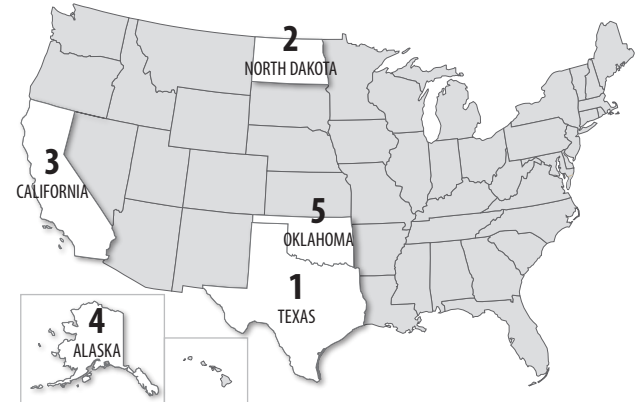 2
NORTH DAKOTA
3
CALIFORNIA
5
OKLAHOMA
1
TEXAS
4
ALASKA